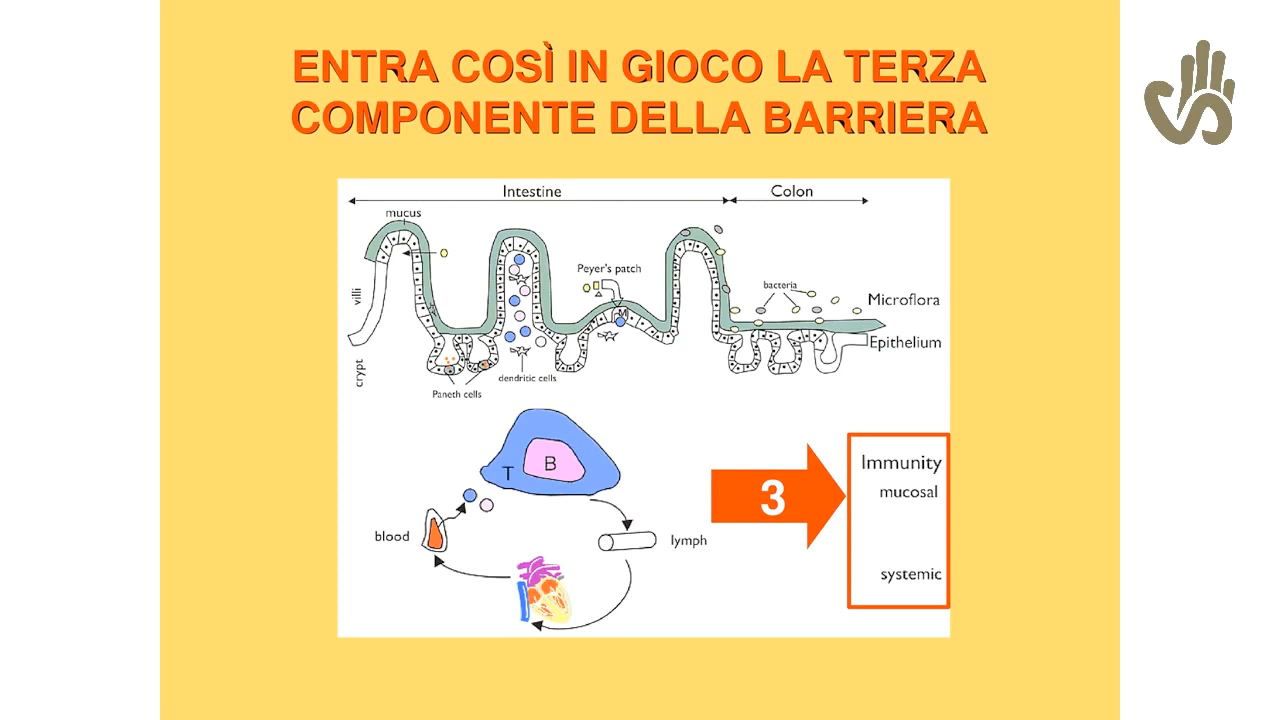 ENTRA COSÌ IN GIOCO LA TERZA
COMPONENTE DELLA BARRIERA
Intestine
Colon
mucus
Peyer's patch
bacteria
villi
M
Microflora
Epithelium
crypt
dendritic cells
Paneth cells
B
T
Immunity
3
mucosal
blood
lymph
systemic